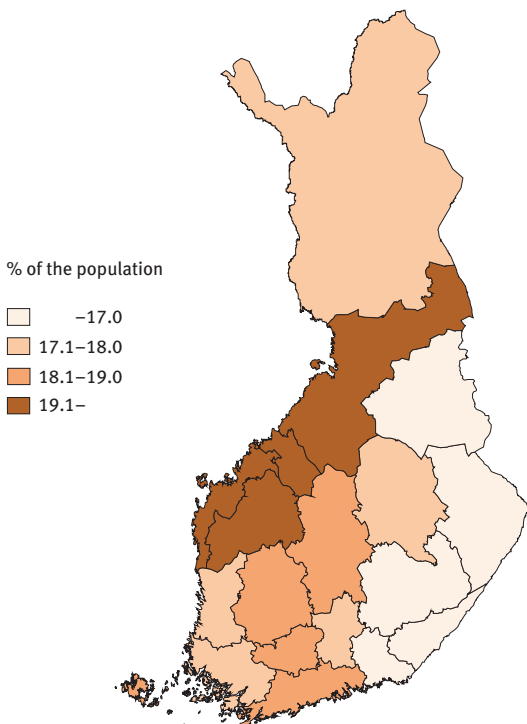 % of the population
–17.0
17.1–18.0
18.1–19.0
19.1–